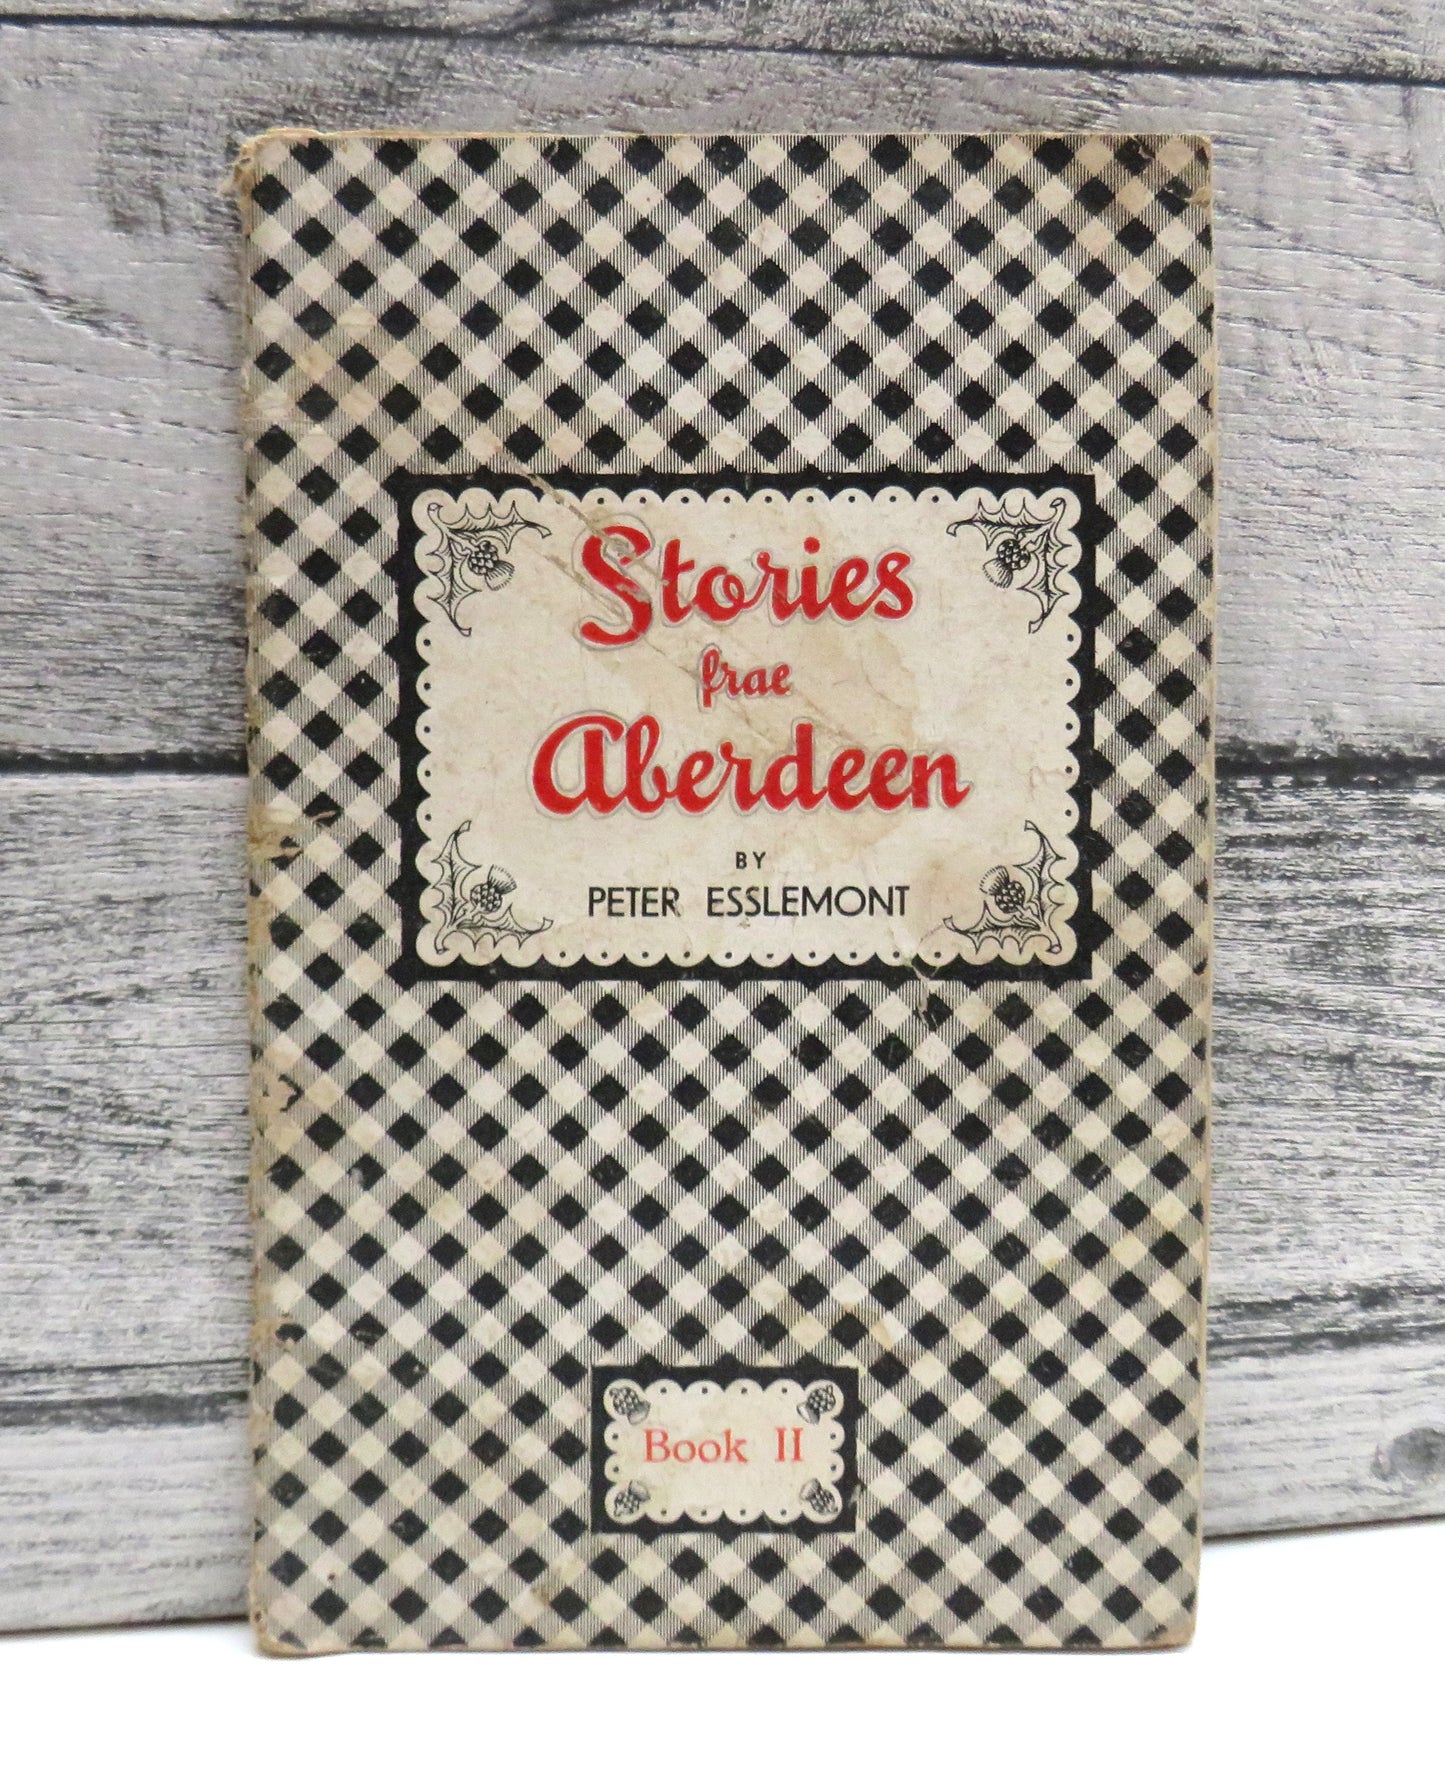 Stories
frae
Aberdeen
BY
PETER ESSLEMONT
Book II